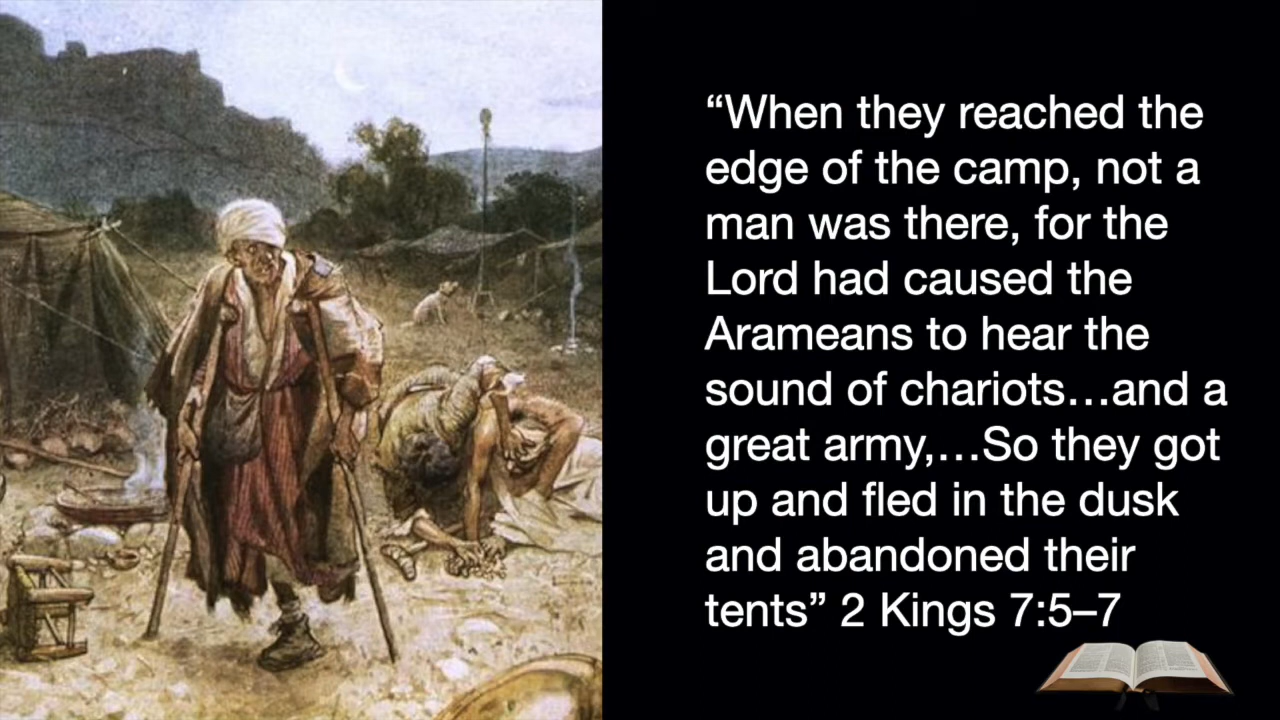 “When they reached the
edge of the camp, not a
man was there, for the
Lord had caused the
Arameans to hear the
sound of chariots…and a
great army,…So they got
up and fled in the dusk
and abandoned their
tents” 2 Kings 7:5–7